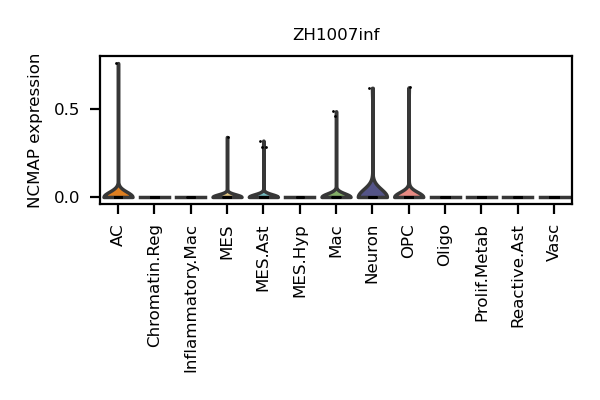 ZH1007inf
NCMAP expression
0.5
0.0
AC
Chromatin.Reg
Inflammatory.Mac
MES
MES.Ast
MES.Hyp
Mac
Neuron
OPC
Oligo
Prolif.Metab
Reactive.Ast
Vasc